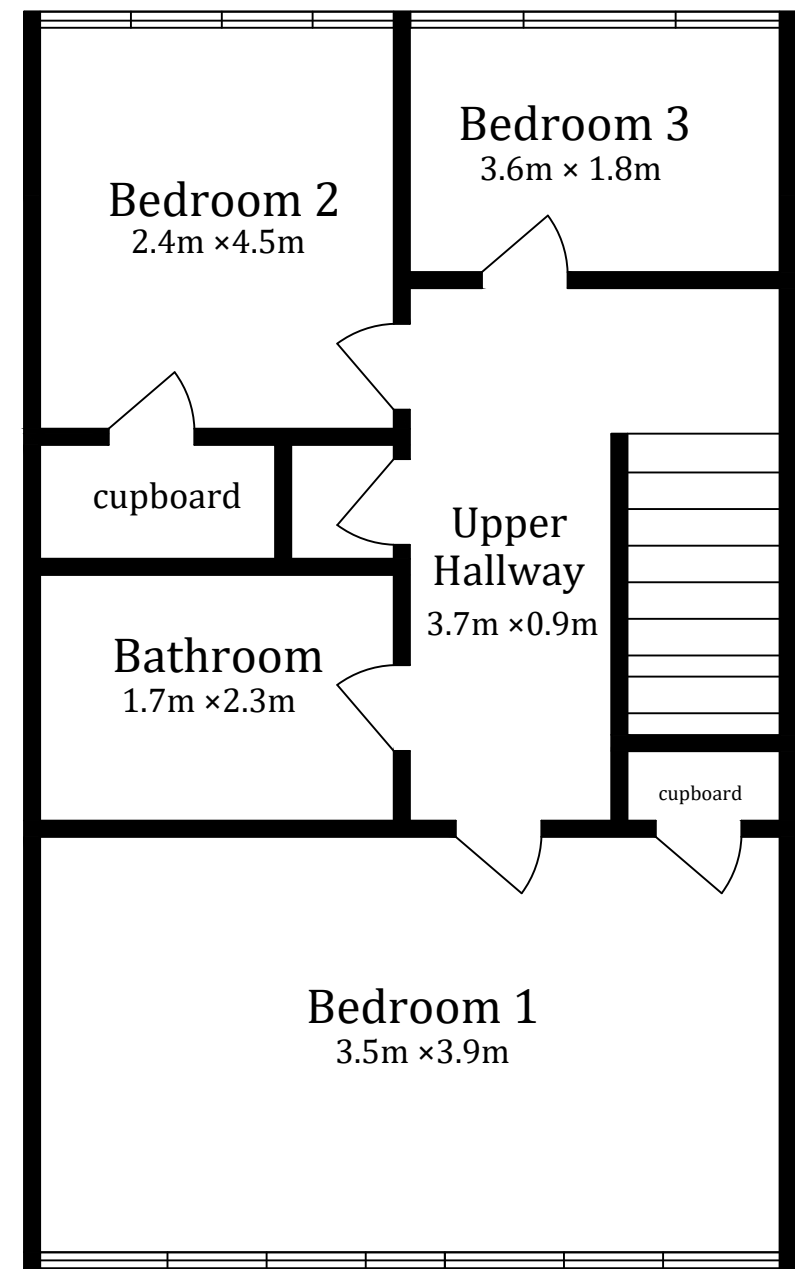 Bedroom 3
3.6m × 1.8m
Bedroom 2
2.4m ×4.5m
cupboard
Upper
Hallway
3.7m ×0.9m
Bathroom
1.7m ×2.3m
cupboard
Bedroom 1
3.5m ×3.9m